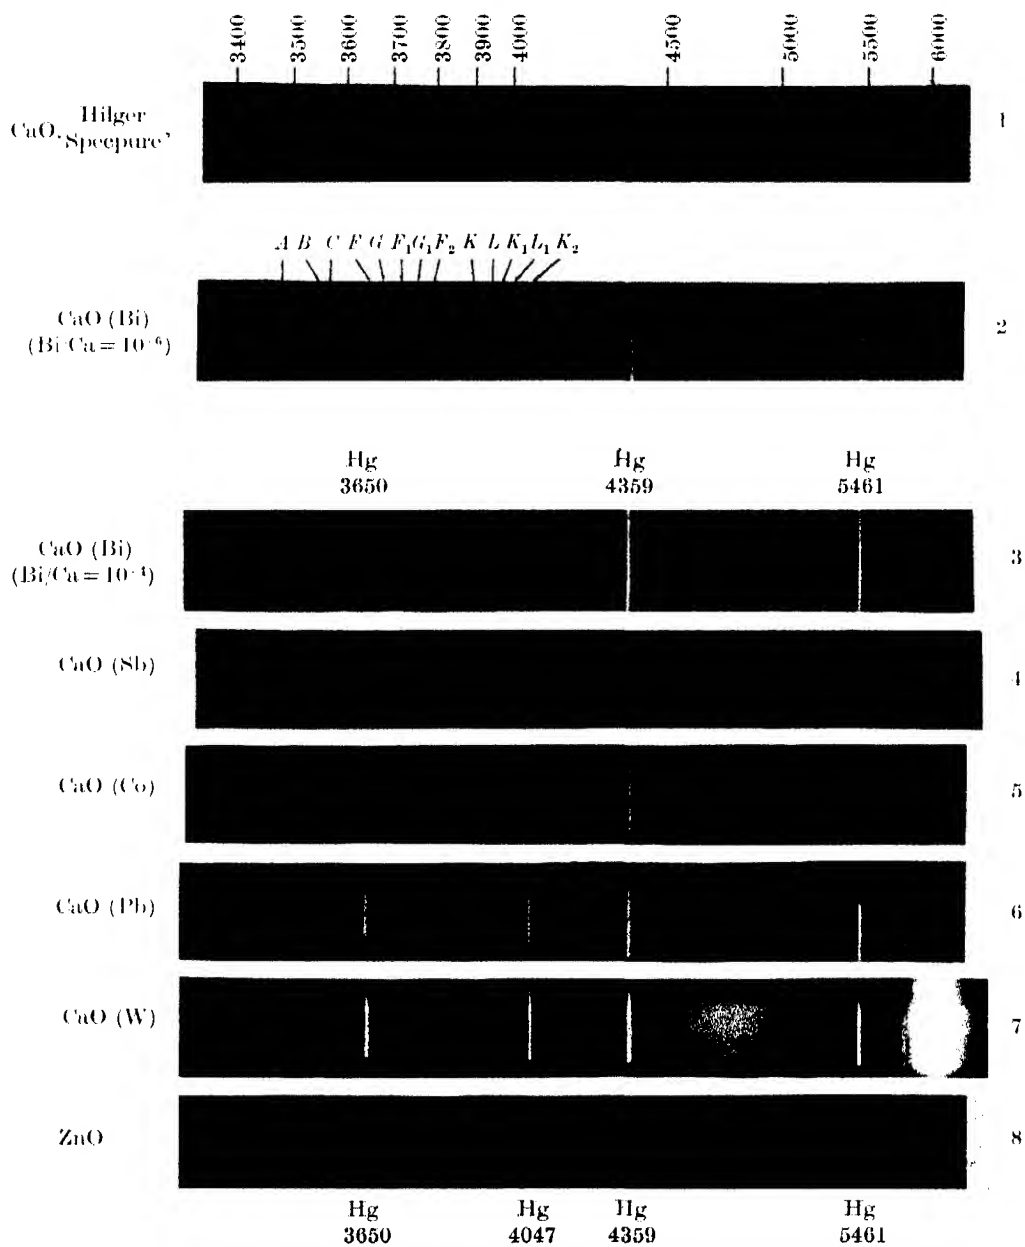 3400 3500 3600 3700 3800 3900 4000 4500 5000 5500 6000
CaO, Hilger
Specpure,
1
A B C F G F₁ G₁ F₂ K L K₁ L₁ K₂
CaO (Bi)
(Bi/Ca = 10⁻⁶)
2
Hg Hg Hg
3650 4359 5461
CaO (Bi)
(Bi/Ca = 10⁻⁴)
3
CaO (Sb)
4
CaO (Co)
5
CaO (Pb)
6
CaO (W)
7
ZnO
8
Hg Hg Hg Hg
3650 4047 4359 5461